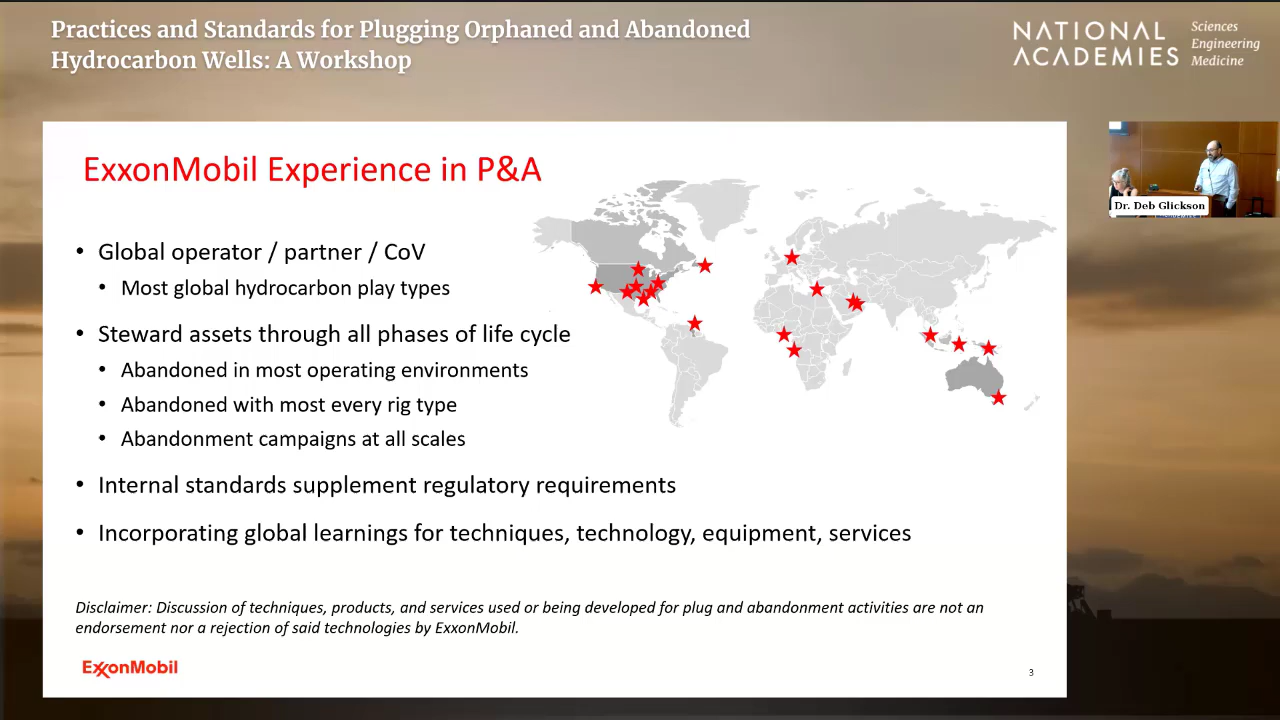 Practices and Standards for Plugging Orphaned and Abandoned
Hydrocarbon Wells: A Workshop
NATIONAL
ACADEMIES
Sciences
Engineering
Medicine
ExxonMobil Experience in P&A
• Global operator / partner / CoV
• Most global hydrocarbon play types
• Steward assets through all phases of life cycle
• Abandoned in most operating environments
• Abandoned with most every rig type
• Abandonment campaigns at all scales
• Internal standards supplement regulatory requirements
• Incorporating global learnings for techniques, technology, equipment, services
Disclaimer: Discussion of techniques, products, and services used or being developed for plug and abandonment activities are not an
endorsement nor a rejection of said technologies by ExxonMobil.
ExxonMobil
3
Dr. Deb Glickson